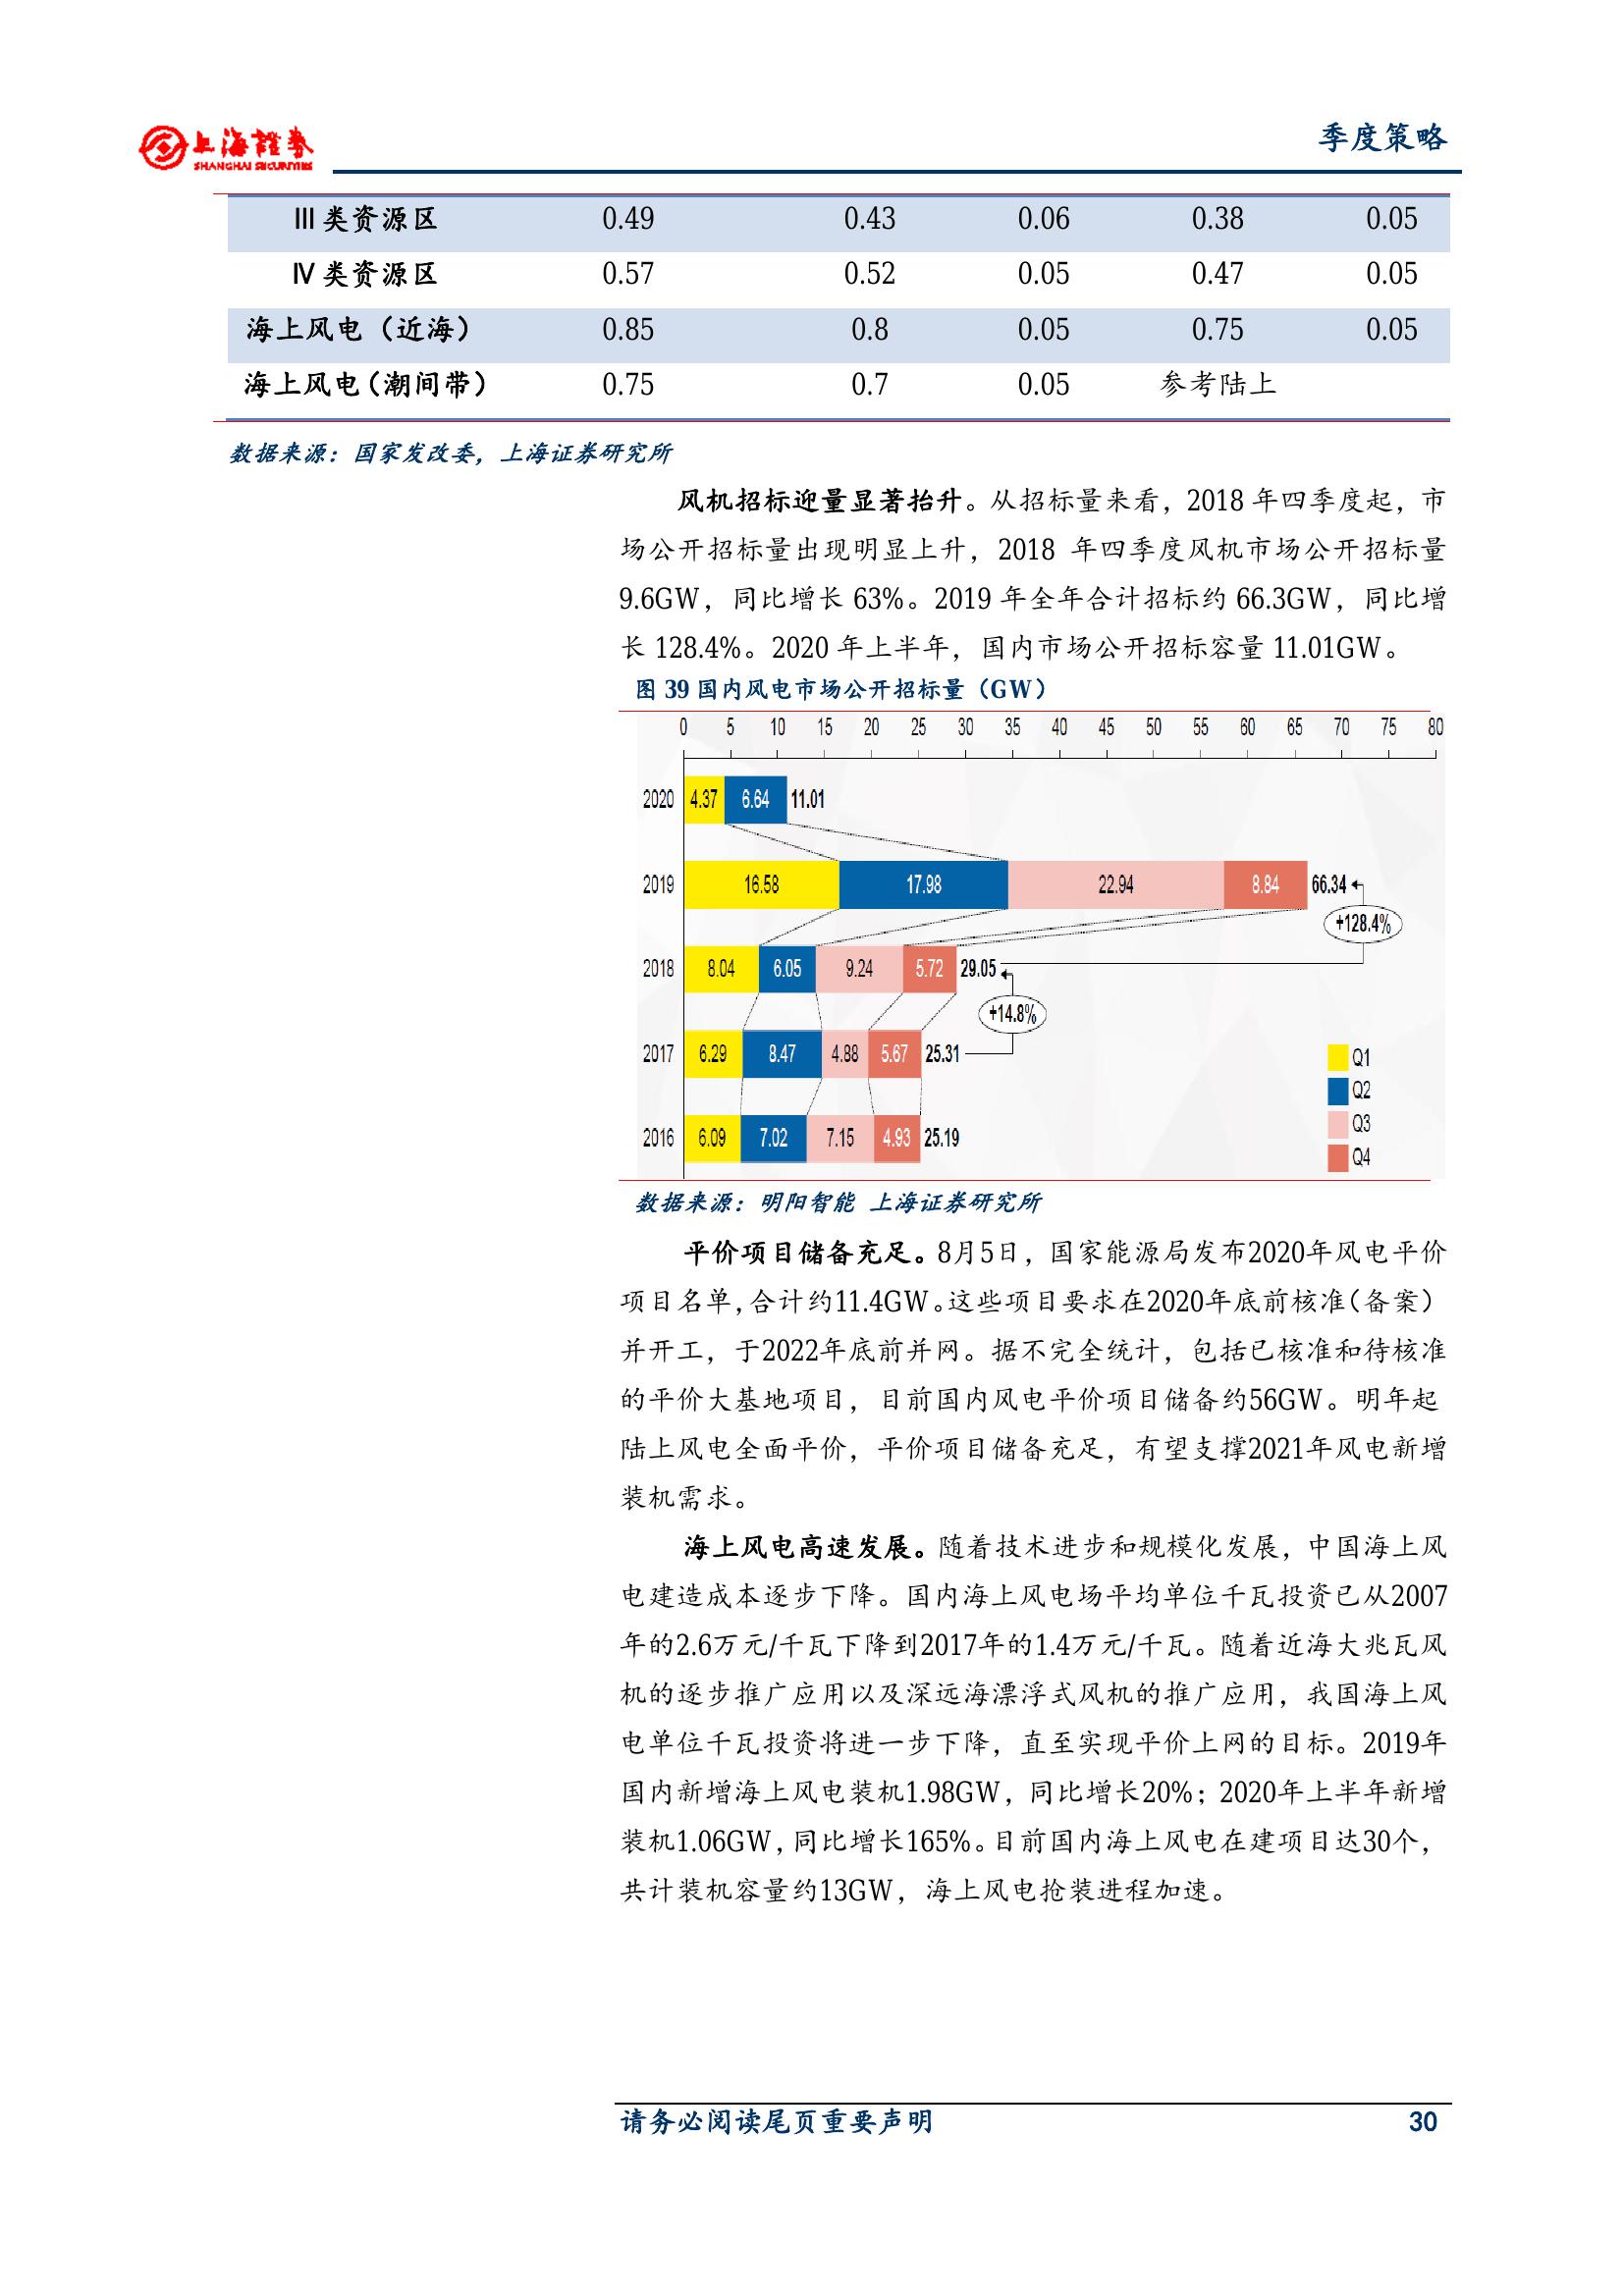 上海證券
SHANGHAI SECURITIES
季度策略
III 类资源区 0.49 0.43 0.06 0.38 0.05
IV 类资源区 0.57 0.52 0.05 0.47 0.05
海上风电（近海） 0.85 0.8 0.05 0.75 0.05
海上风电（潮间带） 0.75 0.7 0.05 参考陆上
数据来源：国家发改委，上海证券研究所
风机招标迎量显著抬升。从招标量来看，2018 年四季度起，市
场公开招标量出现明显上升，2018 年四季度风机市场公开招标量
9.6GW，同比增长 63%。2019 年全年合计招标约 66.3GW，同比增
长 128.4%。2020 年上半年，国内市场公开招标容量 11.01GW。
图 39 国内风电市场公开招标量（GW）
0 5 10 15 20 25 30 35 40 45 50 55 60 65 70 75 80
2020 4.37 6.64 11.01
2019 16.58 17.98 22.94 8.84 66.34
+128.4%
2018 8.04 6.05 9.24 5.72 29.05
+14.8%
2017 6.29 8.47 4.88 5.67 25.31
2016 6.09 7.02 7.15 4.93 25.19
Q1
Q2
Q3
Q4
数据来源：明阳智能 上海证券研究所
平价项目储备充足。8月5日，国家能源局发布2020年风电平价
项目名单，合计约11.4GW。这些项目要求在2020年底前核准（备案）
并开工，于2022年底前并网。据不完全统计，包括已核准和待核准
的平价大基地项目，目前国内风电平价项目储备约56GW。明年起
陆上风电全面平价，平价项目储备充足，有望支撑2021年风电新增
装机需求。
海上风电高速发展。随着技术进步和规模化发展，中国海上风
电建造成本逐步下降。国内海上风电场平均单位千瓦投资已从2007
年的2.6万元/千瓦下降到2017年的1.4万元/千瓦。随着近海大兆瓦风
机的逐步推广应用以及深远海漂浮式风机的推广应用，我国海上风
电单位千瓦投资将进一步下降，直至实现平价上网的目标。2019年
国内新增海上风电装机1.98GW，同比增长20%；2020年上半年新增
装机1.06GW，同比增长165%。目前国内海上风电在建项目达30个，
共计装机容量约13GW，海上风电抢装进程加速。
请务必阅读尾页重要声明 30